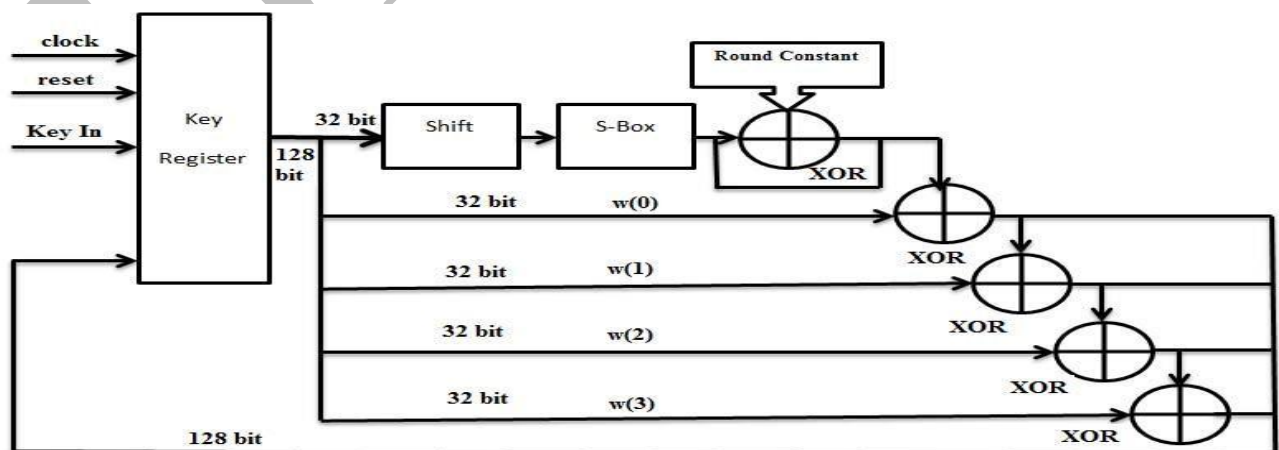 clock
reset
Key In
Key
Register
32 bit
128
bit
Shift
S-Box
Round Constant
XOR
32 bit w(0)
XOR
32 bit w(1)
XOR
32 bit w(2)
XOR
32 bit w(3)
XOR
128 bit